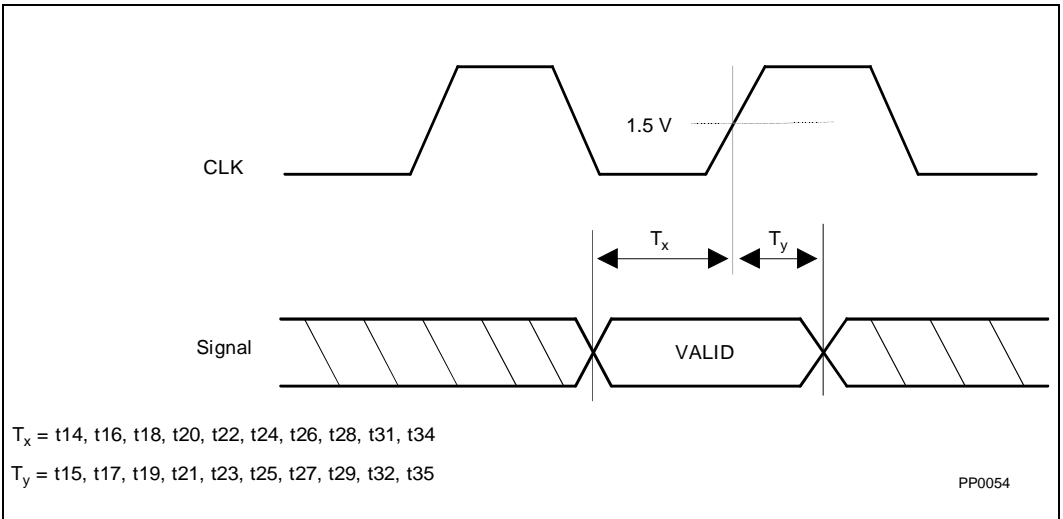 1.5 V
CLK
Tx
Ty
Signal
VALID
Tx = t14, t16, t18, t20, t22, t24, t26, t28, t31, t34
Ty = t15, t17, t19, t21, t23, t25, t27, t29, t32, t35
PP0054